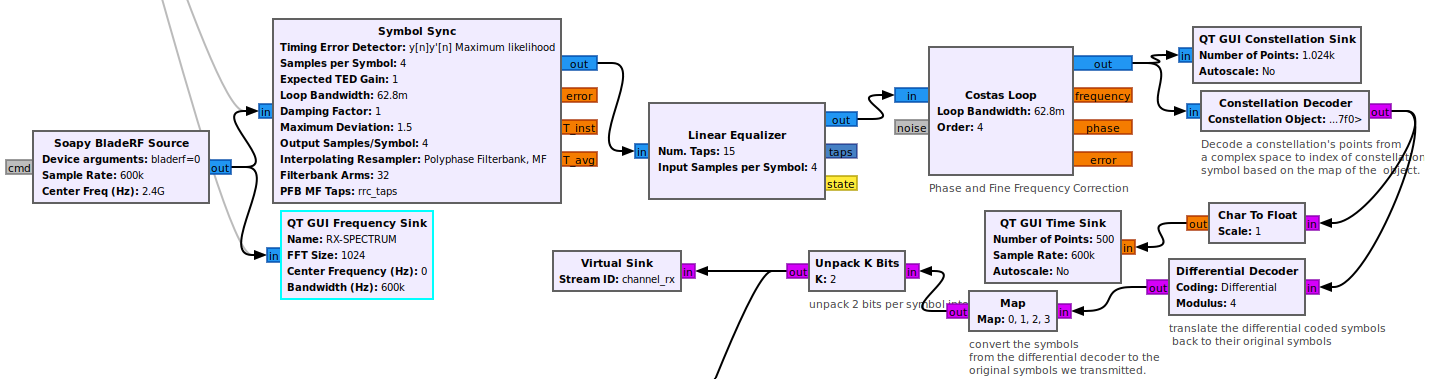 Symbol Sync
Timing Error Detector: y[n]y'[n] Maximum likelihood
Samples per Symbol: 4
Expected TED Gain: 1
Loop Bandwidth: 62.8m
Damping Factor: 1
Maximum Deviation: 1.5
Output Samples/Symbol: 4
Interpolating Resampler: Polyphase Filterbank, MF
Filterbank Arms: 32
PFB MF Taps: rrc_taps
in
out
error
T_inst
T_avg
Soapy BladeRF Source
Device arguments: bladerf=0
Sample Rate: 600k
Center Freq (Hz): 2.4G
cmd
out
QT GUI Frequency Sink
Name: RX-SPECTRUM
FFT Size: 1024
Center Frequency (Hz): 0
Bandwidth (Hz): 600k
in
Linear Equalizer
Num. Taps: 15
Input Samples per Symbol: 4
in
out
taps
state
Costas Loop
Loop Bandwidth: 62.8m
Order: 4
in
noise
out
frequency
phase
error
Phase and Fine Frequency Correction
QT GUI Constellation Sink
Number of Points: 1.024k
Autoscale: No
in
Constellation Decoder
Constellation Object: ...7f0>
in
out
Decode a constellation's points from
a complex space to index of constellation
symbol based on the map of the object.
Char To Float
Scale: 1
out
in
QT GUI Time Sink
Number of Points: 500
Sample Rate: 600k
Autoscale: No
in
Differential Decoder
Coding: Differential
Modulus: 4
out
in
translate the differential coded symbols
back to their original symbols
Map
Map: 0, 1, 2, 3
out
in
convert the symbols
from the differential decoder to the
original symbols we transmitted.
Unpack K Bits
K: 2
out
in
unpack 2 bits per symbol into
Virtual Sink
Stream ID: channel_rx
in